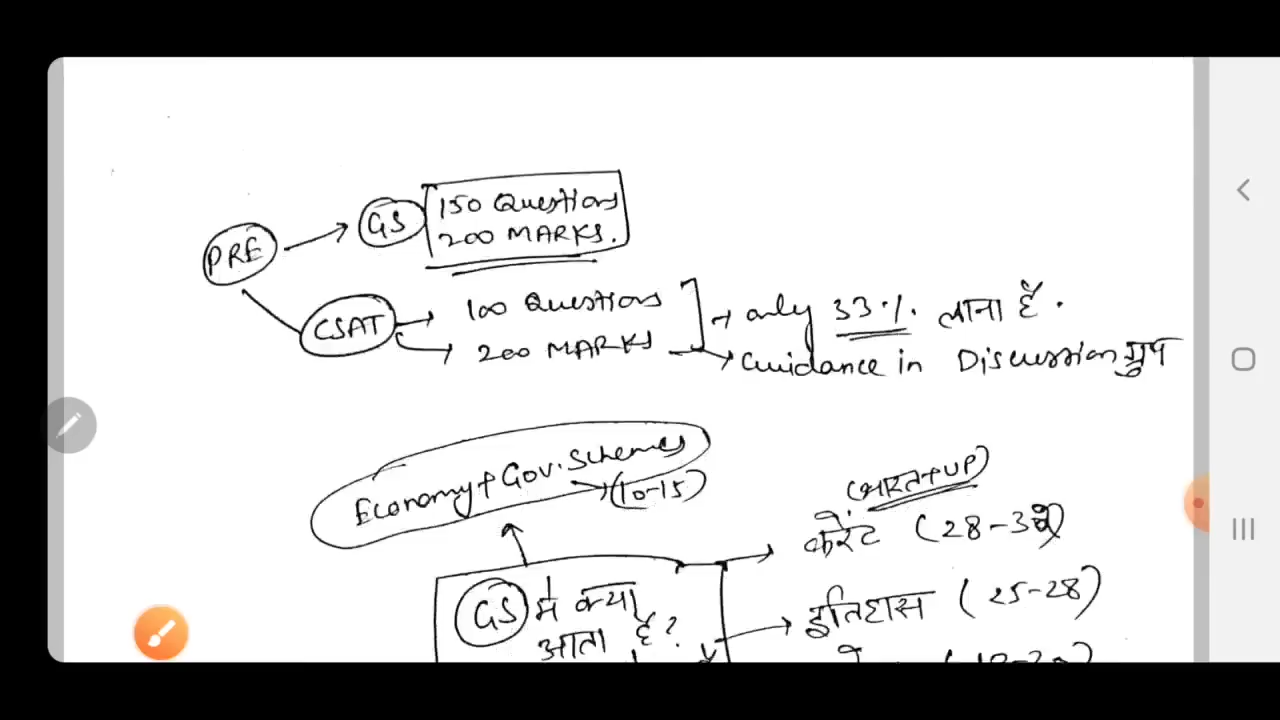 PRE
GS
150 Questions
200 MARKS.
CSAT
100 Questions
200 MARKS
only 33%. लाना है.
Guidance in Discussion ग्रुप
Economy + Gov. Schemes
(10-15)
(भारत+UP)
करेंट (28-32)
GS में क्या
आता है?
इतिहास (25-28)